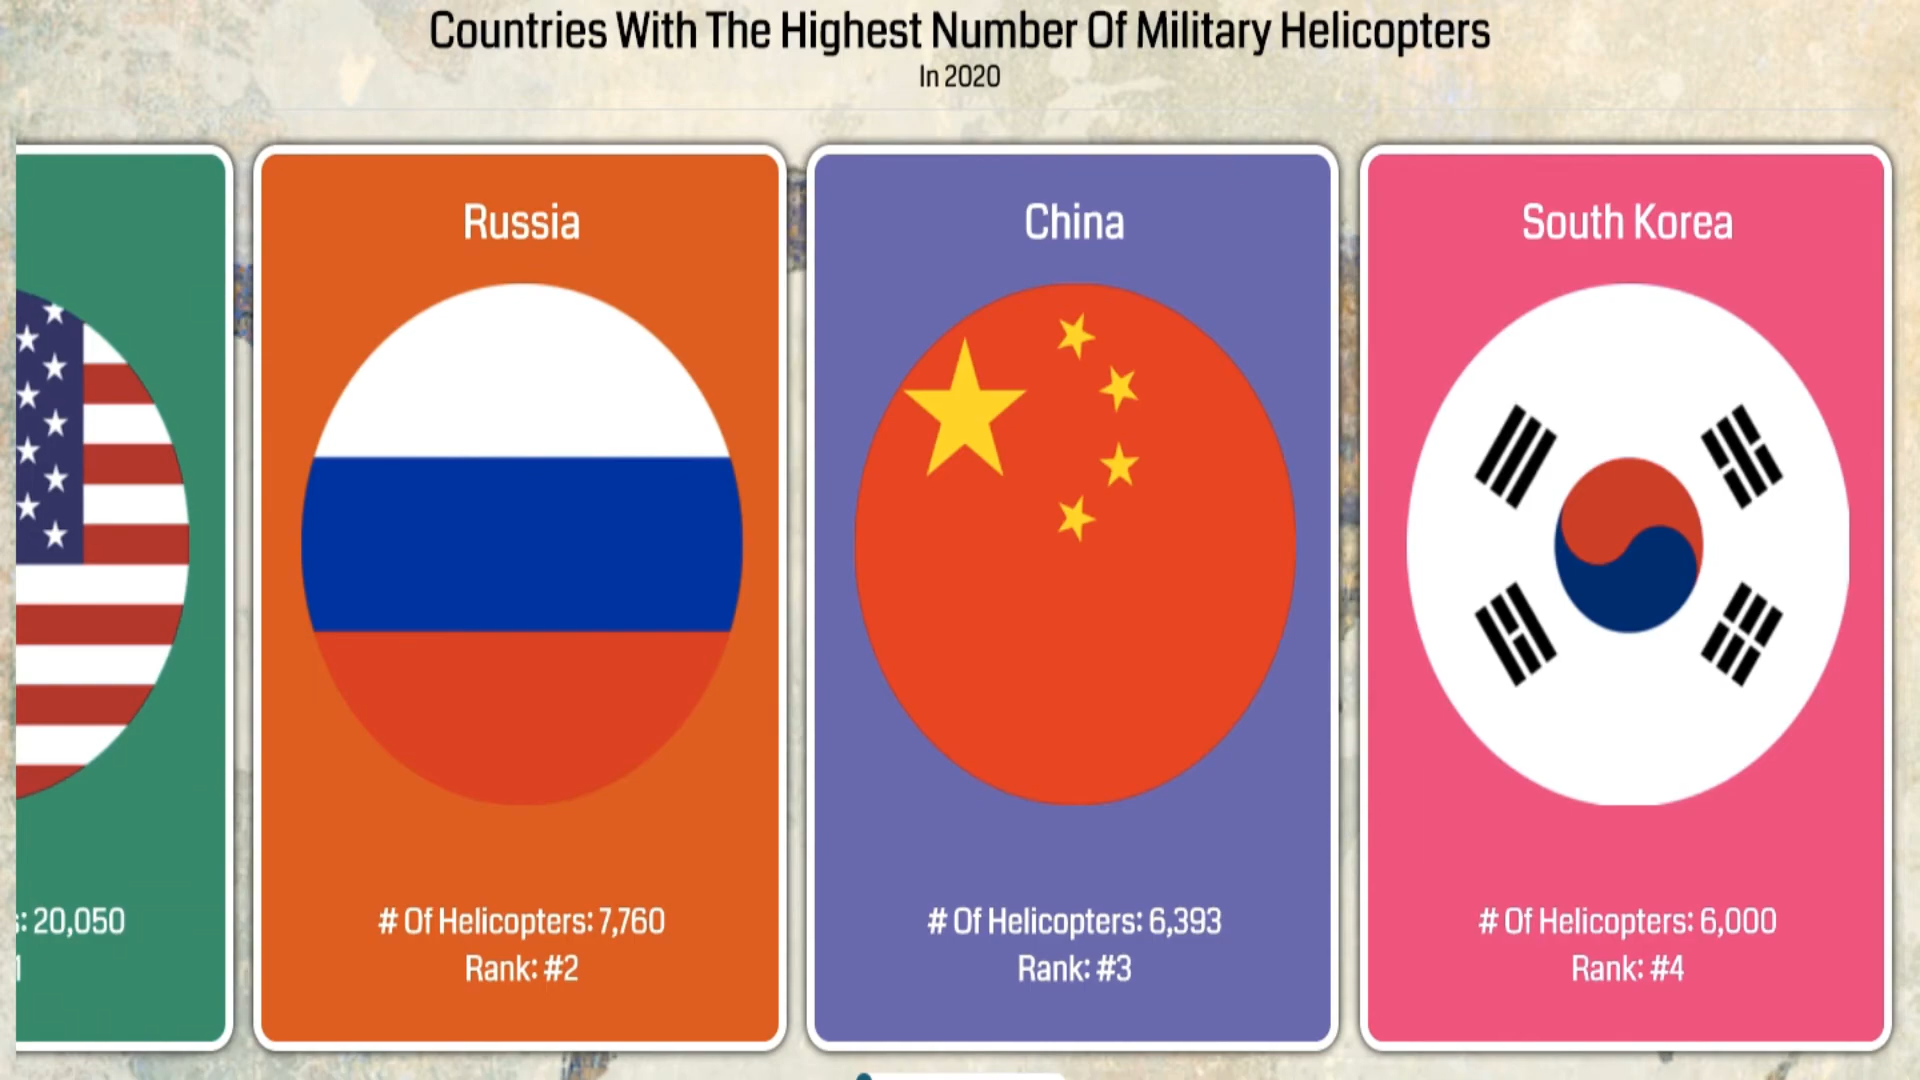 Countries With The Highest Number Of Military Helicopters
In 2020
: 20,050
Russia
# Of Helicopters: 7,760
Rank: #2
China
# Of Helicopters: 6,393
Rank: #3
South Korea
# Of Helicopters: 6,000
Rank: #4